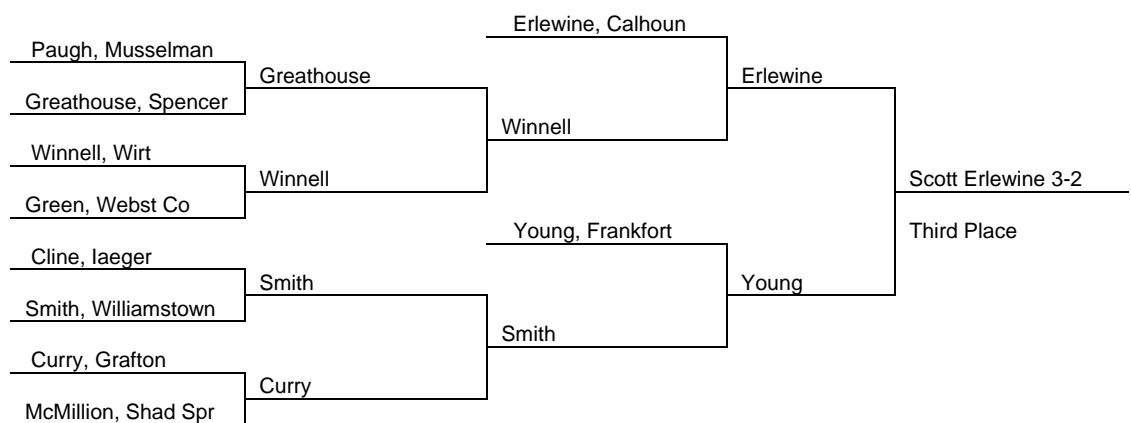 Erlewine, Calhoun
Paugh, Musselman
Greathouse
Erlewine
Greathouse, Spencer
Winnell
Winnell, Wirt
Winnell
Scott Erlewine 3-2
Green, Webst Co
Young, Frankfort
Third Place
Cline, Iaeger
Smith
Young
Smith, Williamstown
Smith
Curry, Grafton
Curry
McMillion, Shad Spr